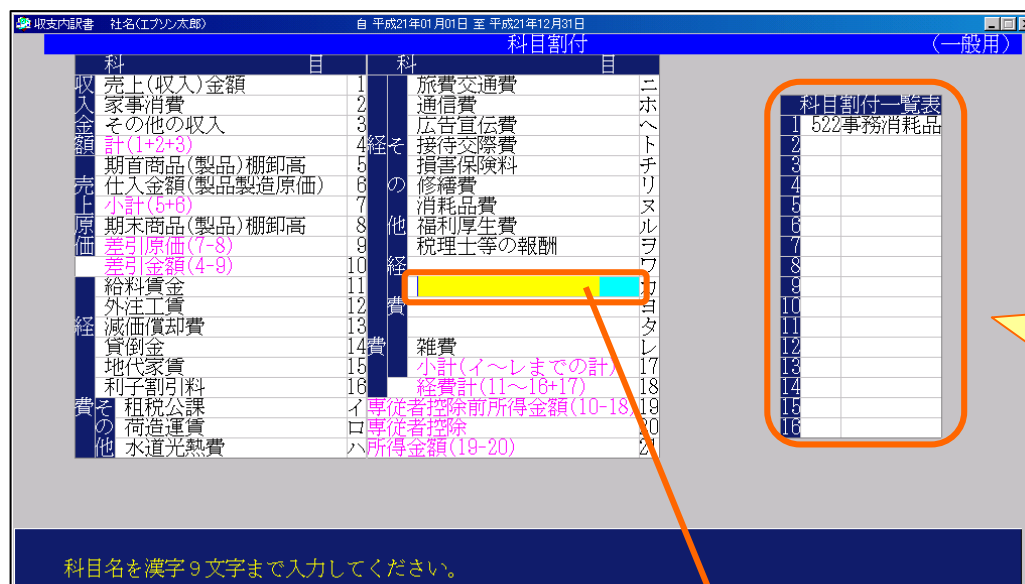 収支内訳書 社名(エプソン太郎) 自 平成21年01月01日 至 平成21年12月31日
科目割付 (一般用)
科 目
収入金額
売上(収入)金額 1
家事消費 2
その他の収入 3
計(1+2+3) 4
売上原価
期首商品(製品)棚卸高 5
仕入金額(製品製造原価) 6
小計(5+6) 7
期末商品(製品)棚卸高 8
差引原価(7-8) 9
差引金額(4-9) 10
経費
給料賃金 11
外注工賃 12
減価償却費 13
貸倒金 14
地代家賃 15
利子割引料 16
その他
租税公課 イ
荷造運賃 ロ
水道光熱費 ハ
科 目
経費
その他経費
旅費交通費 ニ
通信費 ホ
広告宣伝費 ヘ
接待交際費 ト
損害保険料 チ
修繕費 リ
消耗品費 ヌ
福利厚生費 ル
税理士等の報酬 ヲ
ワ
カ
ヨ
タ
雑費 レ
小計(イ～レまでの計) 17
経費計(11～16+17) 18
専従者控除前所得金額(10-18) 19
専従者控除 20
所得金額(19-20) 21
科目割付一覧表
1 522事務消耗品
2
3
4
5
6
7
8
9
10
11
12
13
14
15
16
科目名を漢字９文字まで入力してください。